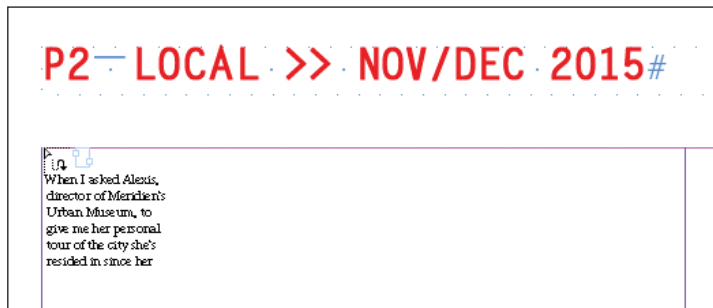 P2 — LOCAL >> NOV/DEC 2015#
When I asked Alexis,
director of Meridien's
Urban Museum, to
give me her personal
tour of the city she's
resided in since her